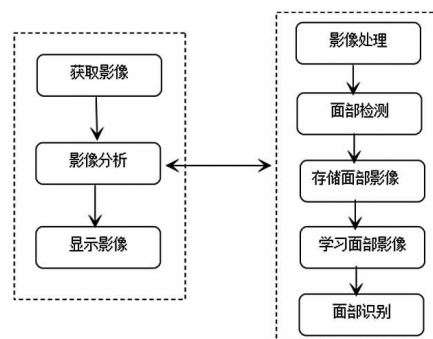 获取影像
影像分析
显示影像
影像处理
面部检测
存储面部影像
学习面部影像
面部识别